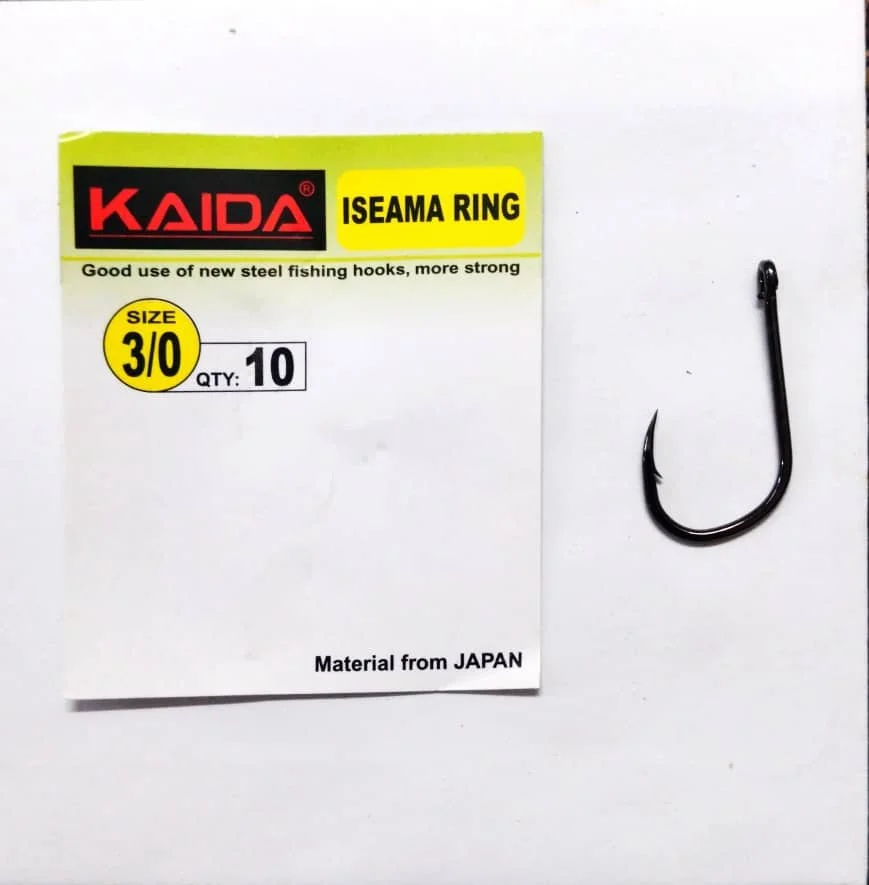 KAIDA®
ISEAMA RING
Good use of new steel fishing hooks, more strong
SIZE
3/0
QTY: 10
Material from JAPAN